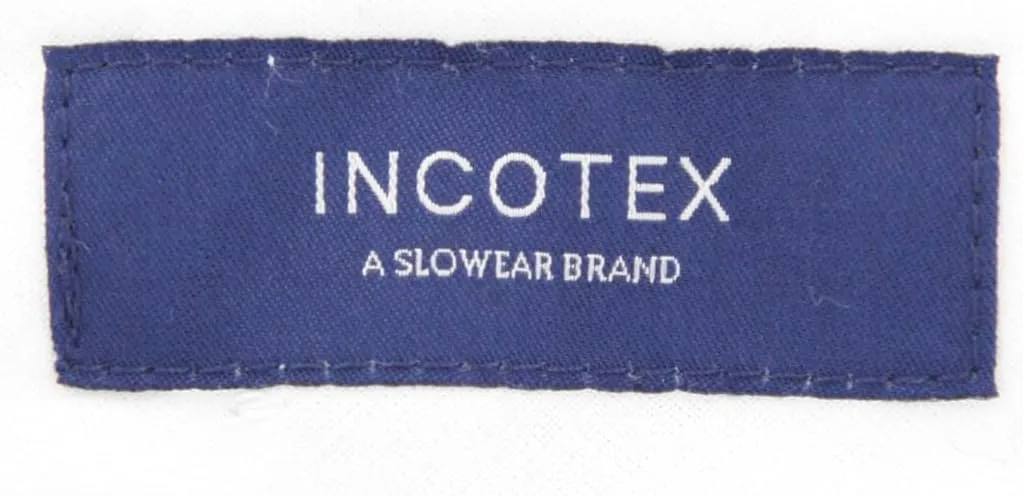 INCOTEX
A SLOWEAR BRAND